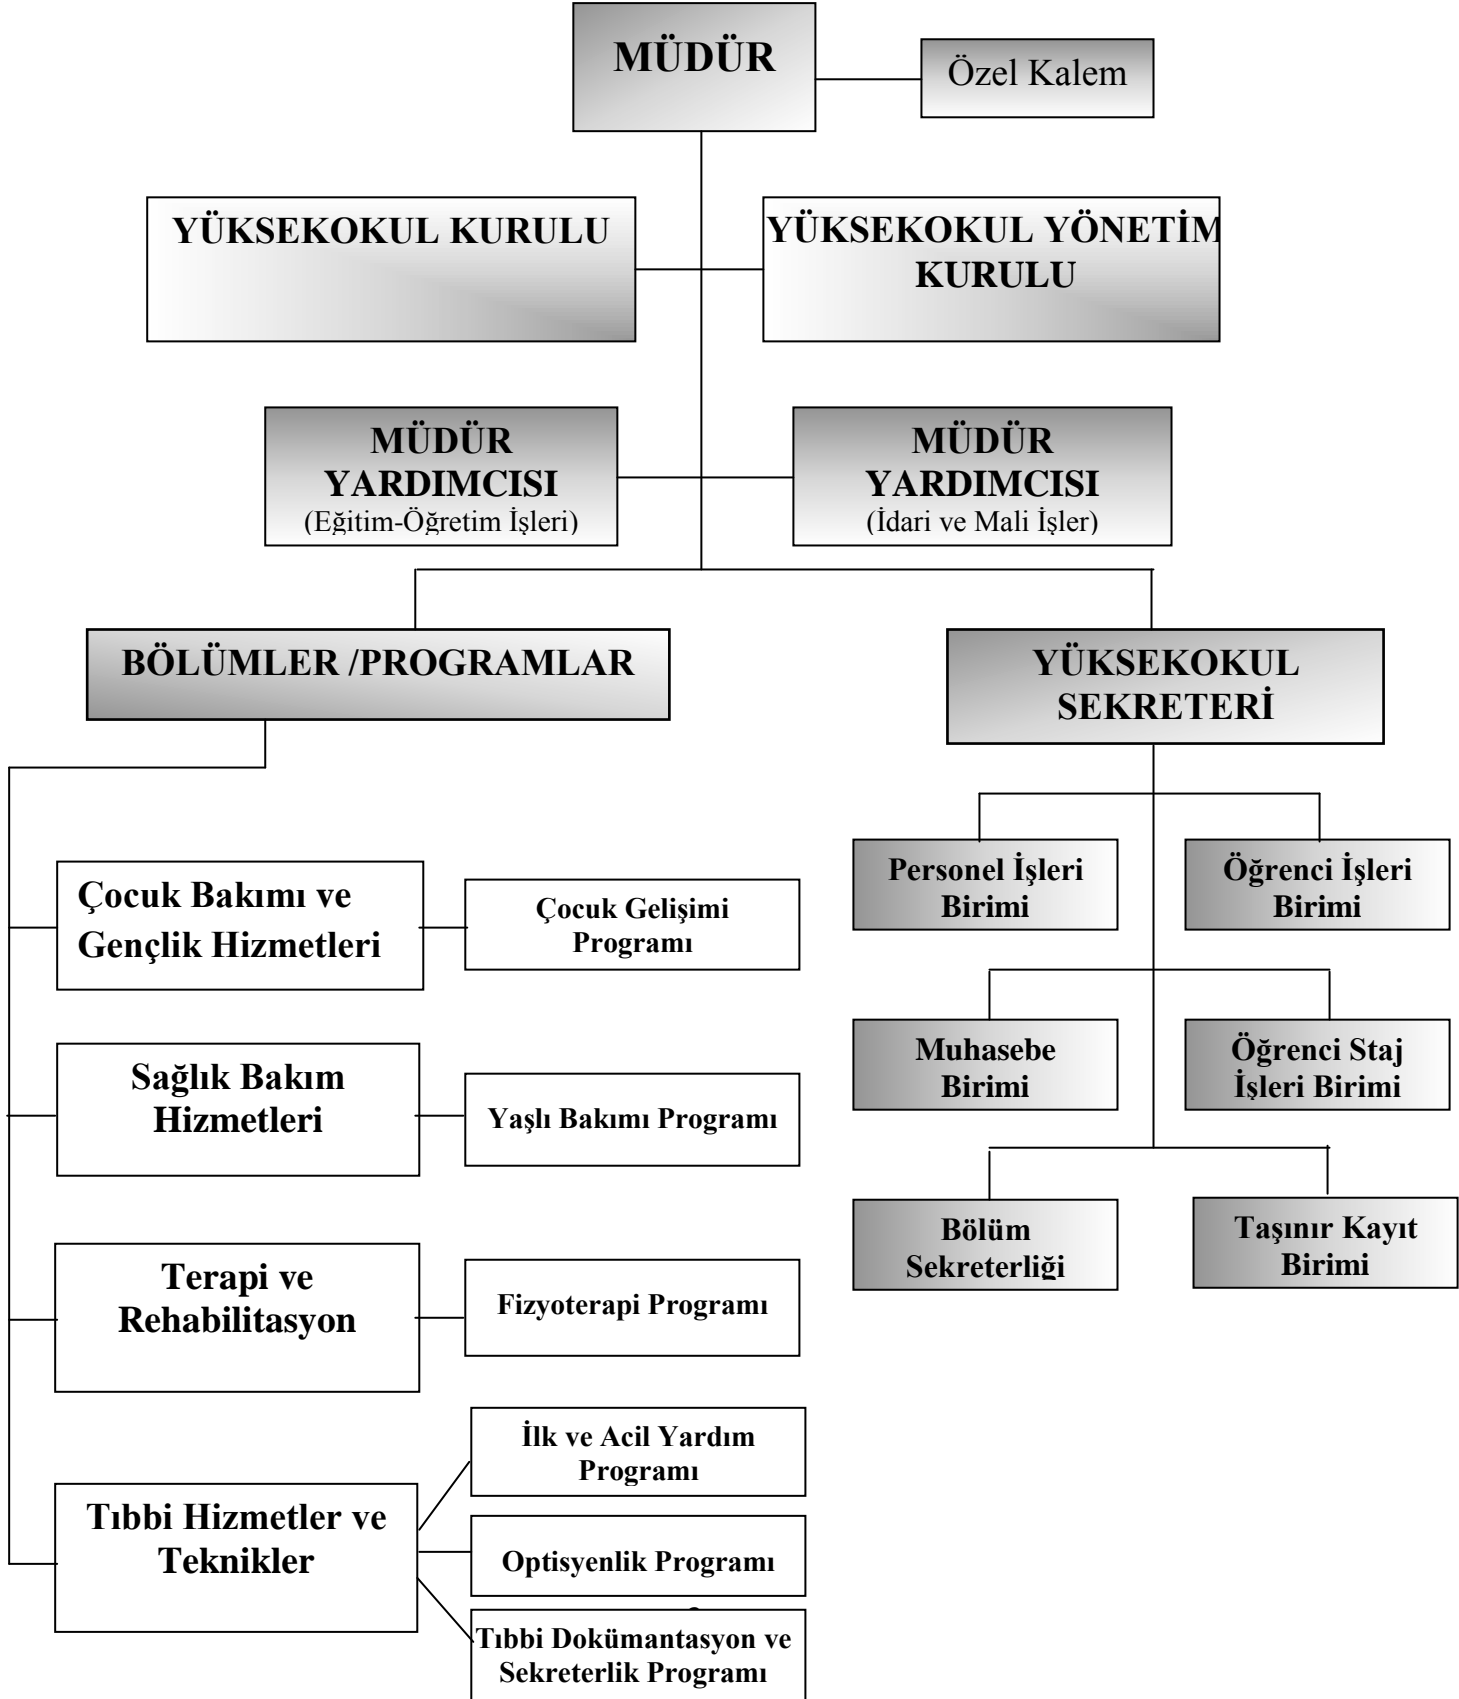 MÜDÜR
Özel Kalem
YÜKSEKOKUL KURULU
YÜKSEKOKUL YÖNETİM
KURULU
MÜDÜR
YARDIMCISI
(Eğitim-Öğretim İşleri)
MÜDÜR
YARDIMCISI
(İdari ve Mali İşler)
BÖLÜMLER /PROGRAMLAR
YÜKSEKOKUL
SEKRETERİ
Personel İşleri
Birimi
Öğrenci İşleri
Birimi
Çocuk Bakımı ve
Gençlik Hizmetleri
Çocuk Gelişimi
Programı
Muhasebe
Birimi
Öğrenci Staj
İşleri Birimi
Sağlık Bakım
Hizmetleri
Yaşlı Bakımı Programı
Bölüm
Sekreterliği
Taşınır Kayıt
Birimi
Terapi ve
Rehabilitasyon
Fizyoterapi Programı
İlk ve Acil Yardım
Programı
Tıbbi Hizmetler ve
Teknikler
Optisyenlik Programı
Tıbbi Dokümantasyon ve
Sekreterlik Programı